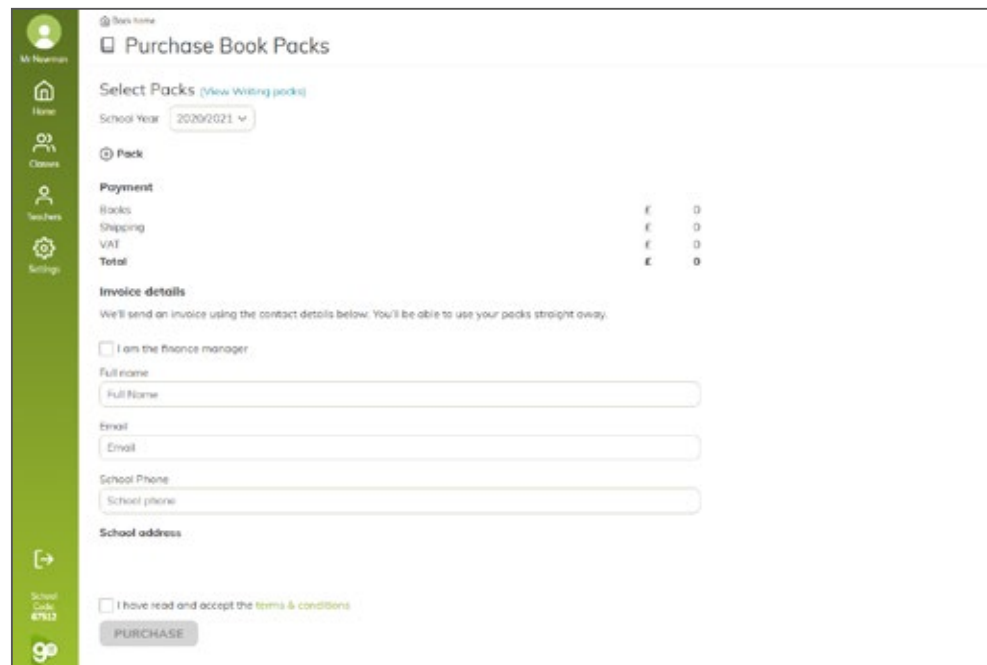 Mr Newman
Home
Classes
Teachers
Settings
School
Code
67512
go
Back home
Purchase Book Packs
Select Packs (View Writing packs)
School Year 2020/2021
Pack
Payment
Books £ 0
Shipping £ 0
VAT £ 0
Total £ 0
Invoice details
We'll send an invoice using the contact details below. You'll be able to use your packs straight away.
I am the finance manager
Full name
Full Name
Email
Email
School Phone
School phone
School address
I have read and accept the terms & conditions
PURCHASE